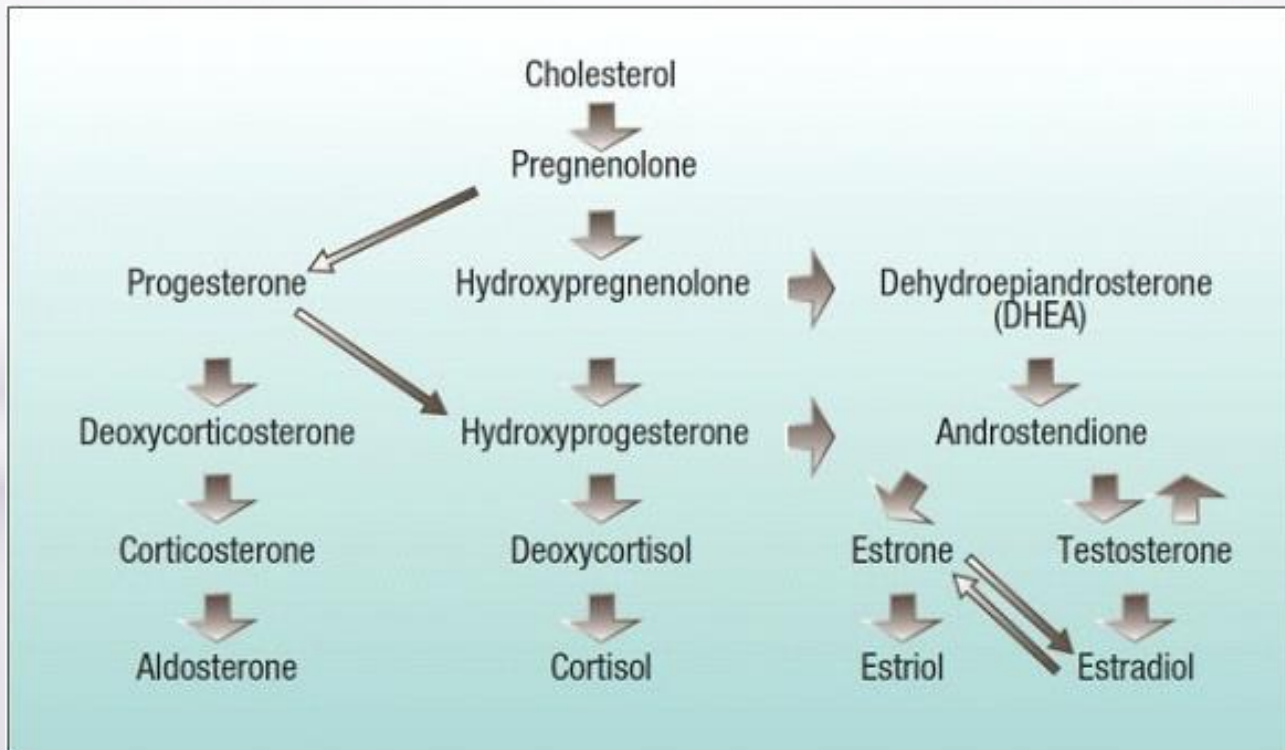 Cholesterol
Pregnenolone
Progesterone
Hydroxypregnenolone
Dehydroepiandrosterone
(DHEA)
Deoxycorticosterone
Hydroxyprogesterone
Androstendione
Corticosterone
Deoxycortisol
Estrone
Testosterone
Aldosterone
Cortisol
Estriol
Estradiol